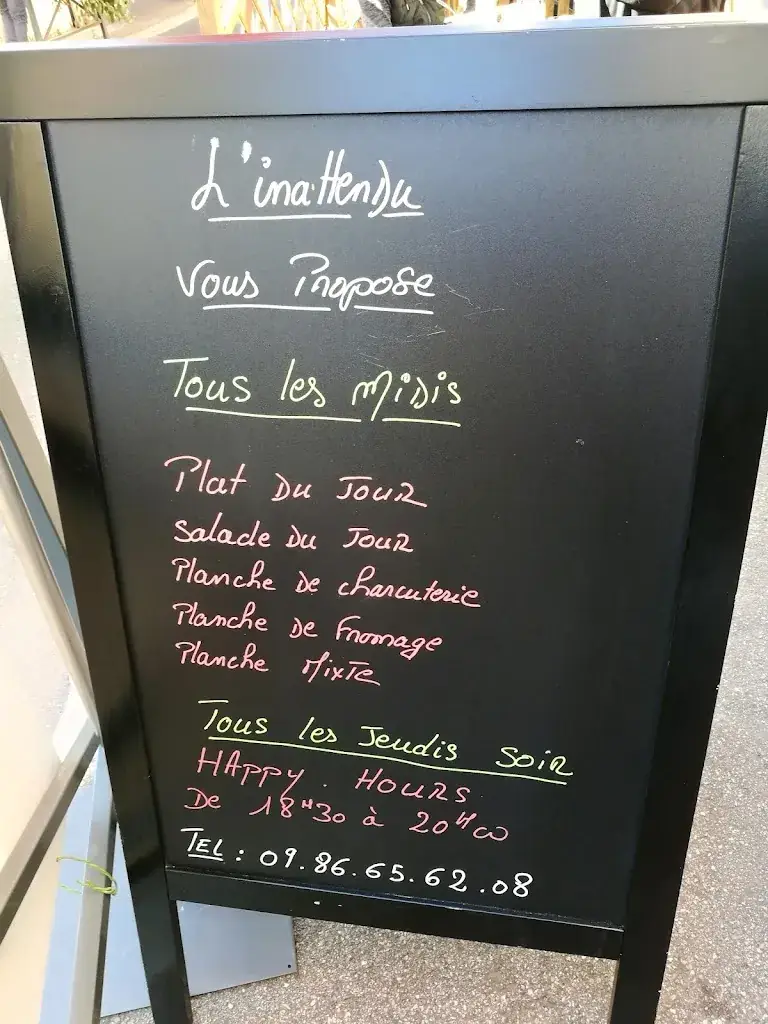 L'inattendu
Vous Propose
Tous les Midis
Plat Du JOUR
Salade Du JOUR
Planche De charcuterie
Planche De Fromage
Planche MIXTE
Tous les Jeudis SOIR
HAPPY . HOURS
De 18H30 à 20H00
TEL : 09.86.65.62.08